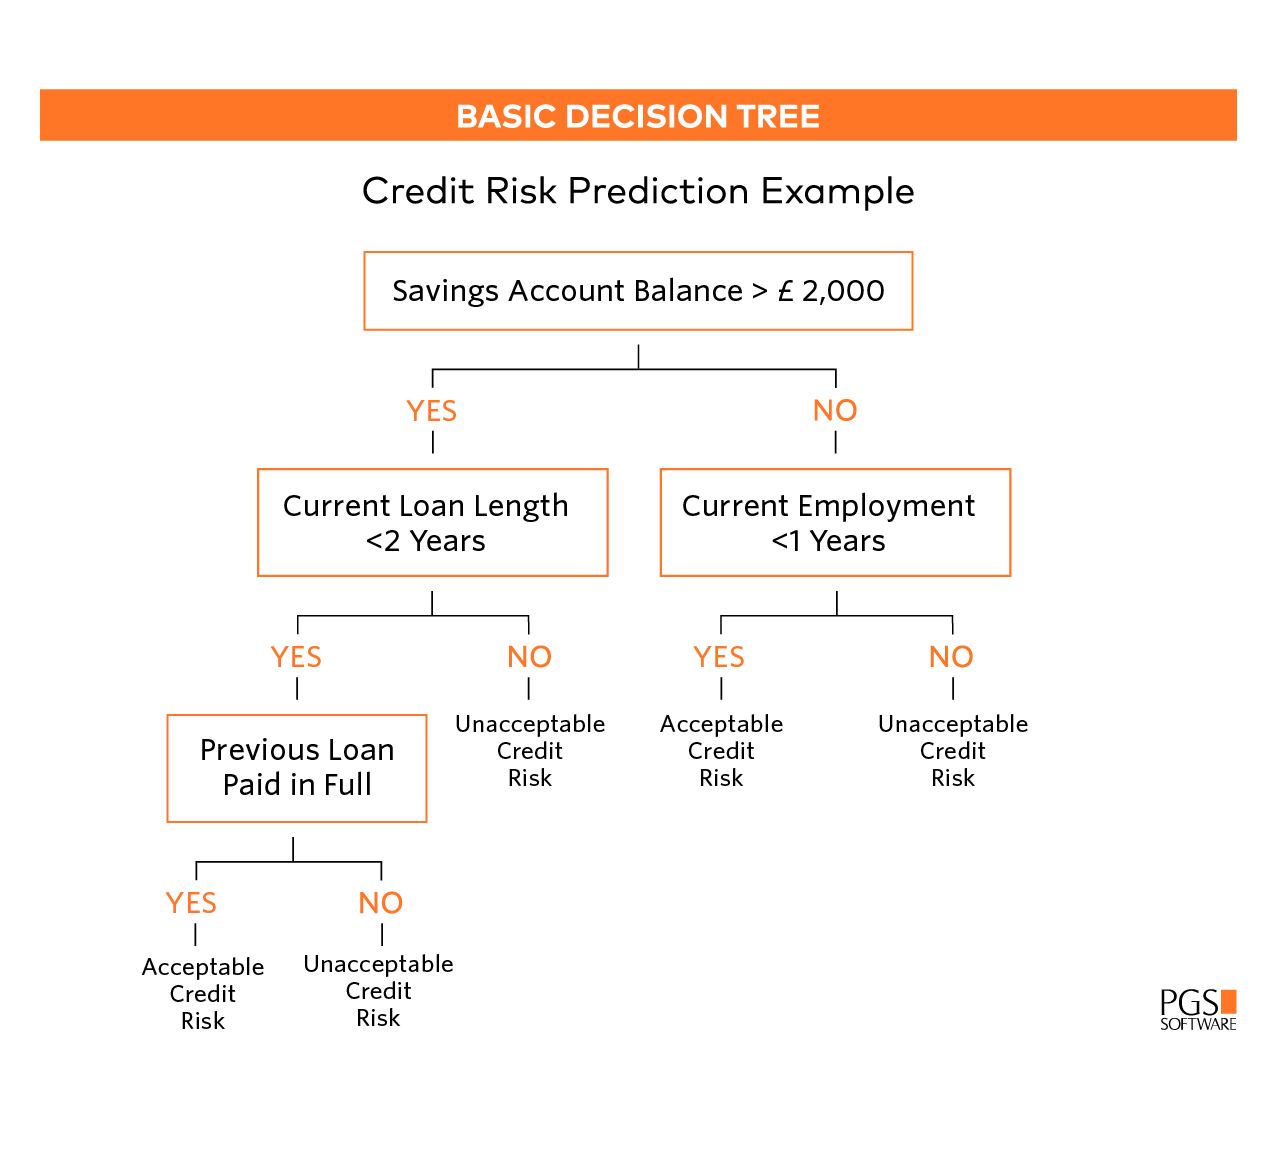 BASIC DECISION TREE
Credit Risk Prediction Example
Savings Account Balance > £ 2,000
YES
NO
Current Loan Length
<2 Years
Current Employment
<1 Years
YES
NO
YES
NO
Previous Loan
Paid in Full
Unacceptable
Credit
Risk
Acceptable
Credit
Risk
Unacceptable
Credit
Risk
YES
NO
Acceptable
Credit
Risk
Unacceptable
Credit
Risk
PGS
SOFTWARE